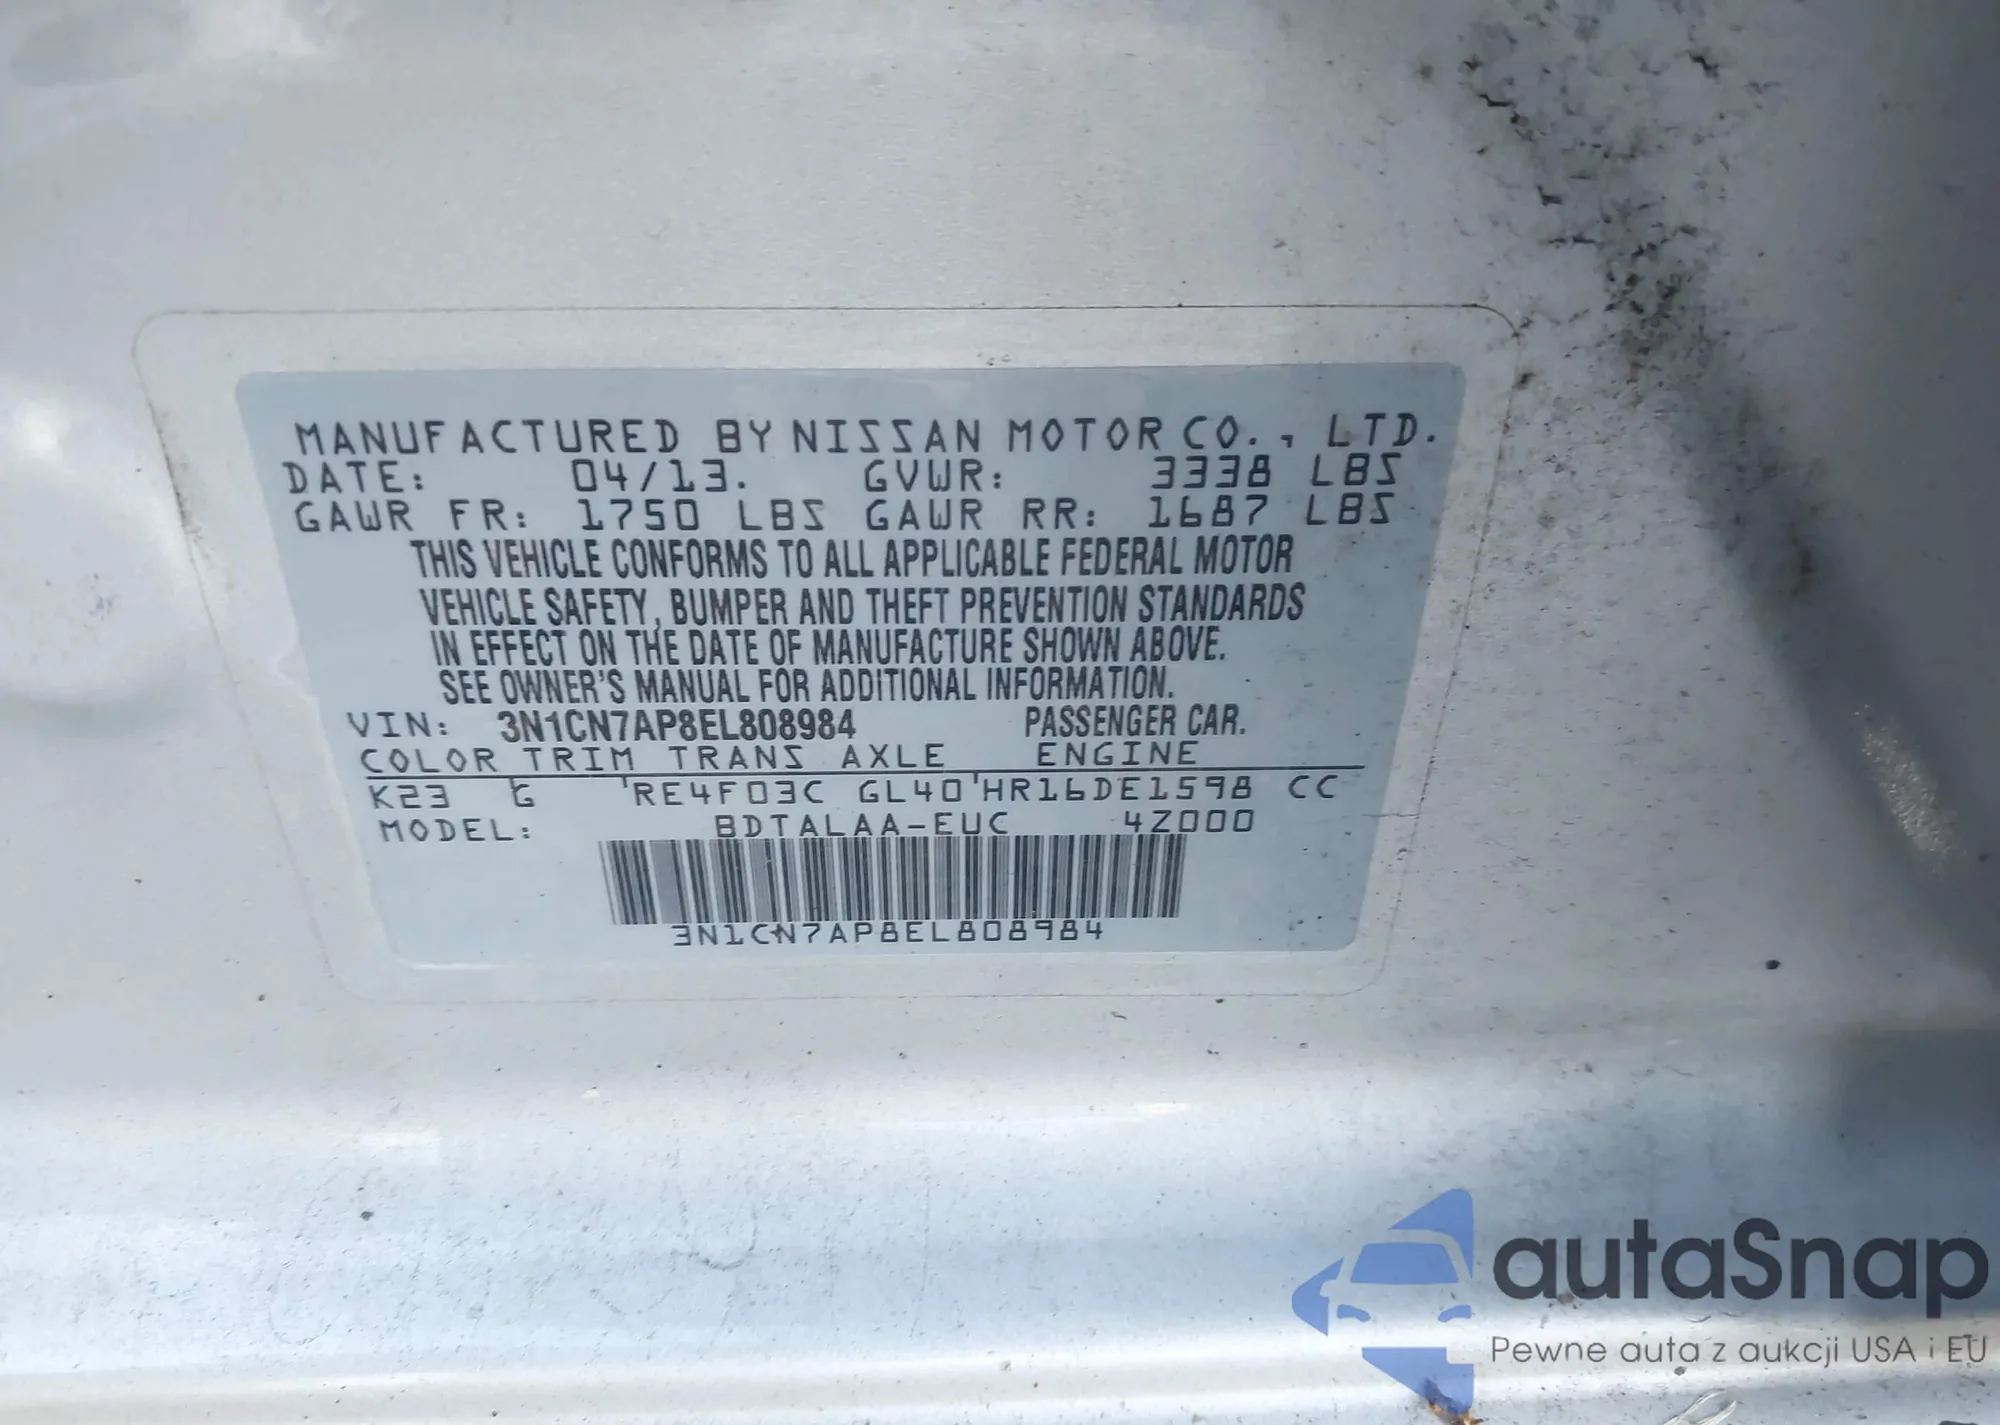 MANUFACTURED BY NISSAN MOTOR CO., LTD.
DATE: 04/13. GVWR: 3338 LBS
GAWR FR: 1750 LBS GAWR RR: 1687 LBS
THIS VEHICLE CONFORMS TO ALL APPLICABLE FEDERAL MOTOR
VEHICLE SAFETY, BUMPER AND THEFT PREVENTION STANDARDS
IN EFFECT ON THE DATE OF MANUFACTURE SHOWN ABOVE.
SEE OWNER'S MANUAL FOR ADDITIONAL INFORMATION.
VIN: 3N1CN7AP8EL808984 PASSENGER CAR.
COLOR TRIM TRANS AXLE ENGINE
K23 G RE4F03C GL40 HR16DE1598 CC
MODEL: BDTALAA-EUC 4Z000
3N1CN7AP8EL808984
autaSnap
Pewne auta z aukcji USA i EU